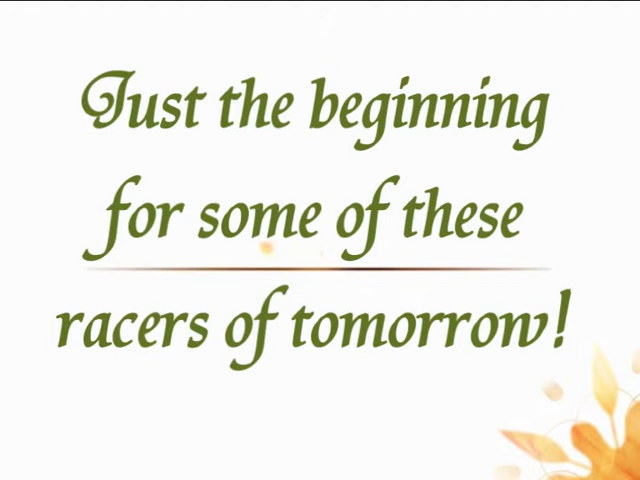 Just the beginning
for some of these
racers of tomorrow!